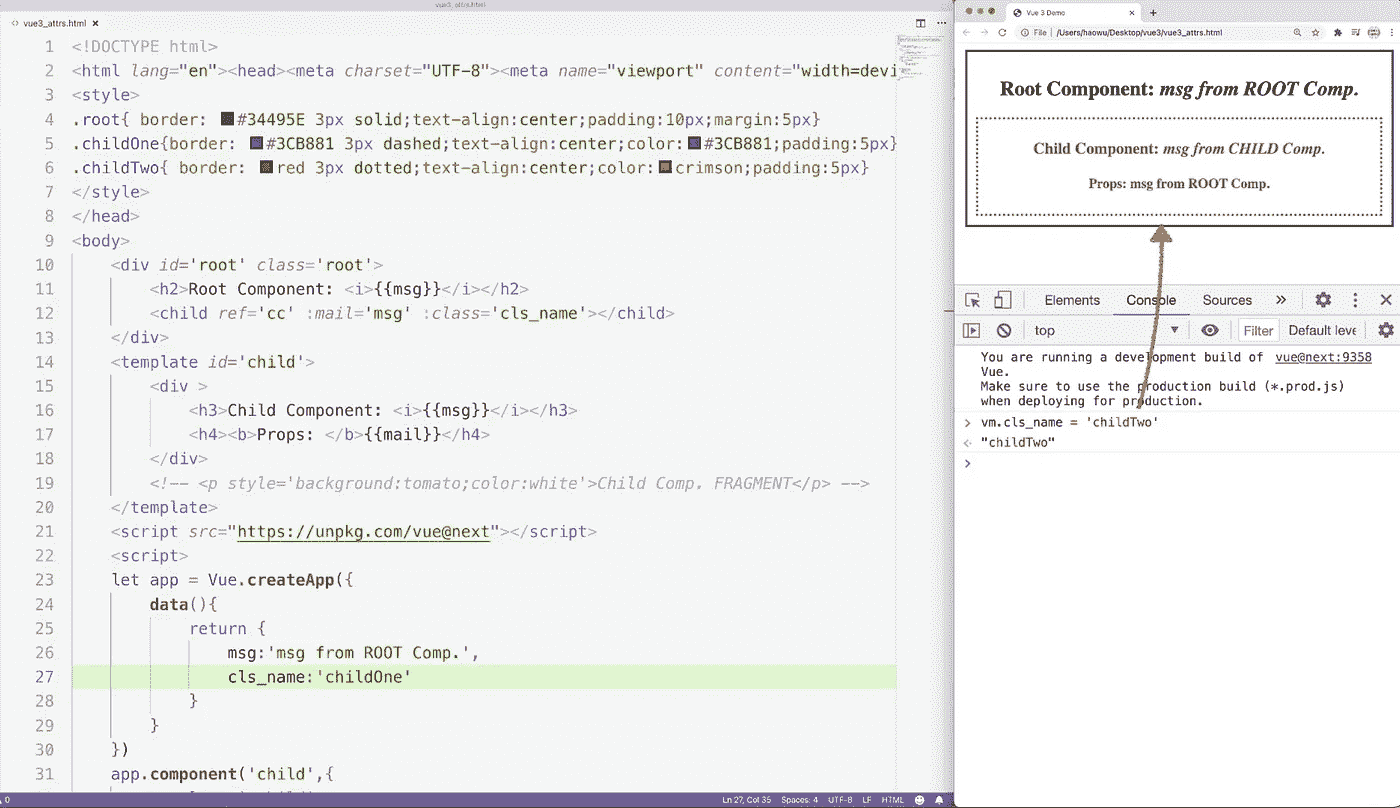 vue3_attrs.html
<> vue3_attrs.html ×
1 <!DOCTYPE html>
2 <html lang="en"><head><meta charset="UTF-8"><meta name="viewport" content="width=devi
3 <style>
4 .root{ border: #34495E 3px solid;text-align:center;padding:10px;margin:5px}
5 .childOne{border: #3CB881 3px dashed;text-align:center;color:#3CB881;padding:5px}
6 .childTwo{ border: red 3px dotted;text-align:center;color:crimson;padding:5px}
7 </style>
8 </head>
9 <body>
10 <div id='root' class='root'>
11 <h2>Root Component: <i>{{msg}}</i></h2>
12 <child ref='cc' :mail='msg' :class='cls_name'></child>
13 </div>
14 <template id='child'>
15 <div >
16 <h3>Child Component: <i>{{msg}}</i></h3>
17 <h4><b>Props: </b>{{mail}}</h4>
18 </div>
19 <!-- <p style='background:tomato;color:white'>Child Comp. FRAGMENT</p> -->
20 </template>
21 <script src="https://unpkg.com/vue@next"></script>
22 <script>
23 let app = Vue.createApp({
24 data(){
25 return {
26 msg:'msg from ROOT Comp.',
27 cls_name:'childOne'
28 }
29 }
30 })
31 app.component('child',{
0
Ln 27, Col 35 Spaces: 4 UTF-8 LF HTML
Vue 3 Demo
File | /Users/haowu/Desktop/vue3/vue3_attrs.html
Root Component: msg from ROOT Comp.
Child Component: msg from CHILD Comp.
Props: msg from ROOT Comp.
Elements Console Sources »
top Filter Default leve
You are running a development build of vue@next:9358
Vue.
Make sure to use the production build (*.prod.js)
when deploying for production.
> vm.cls_name = 'childTwo'
"childTwo"
>